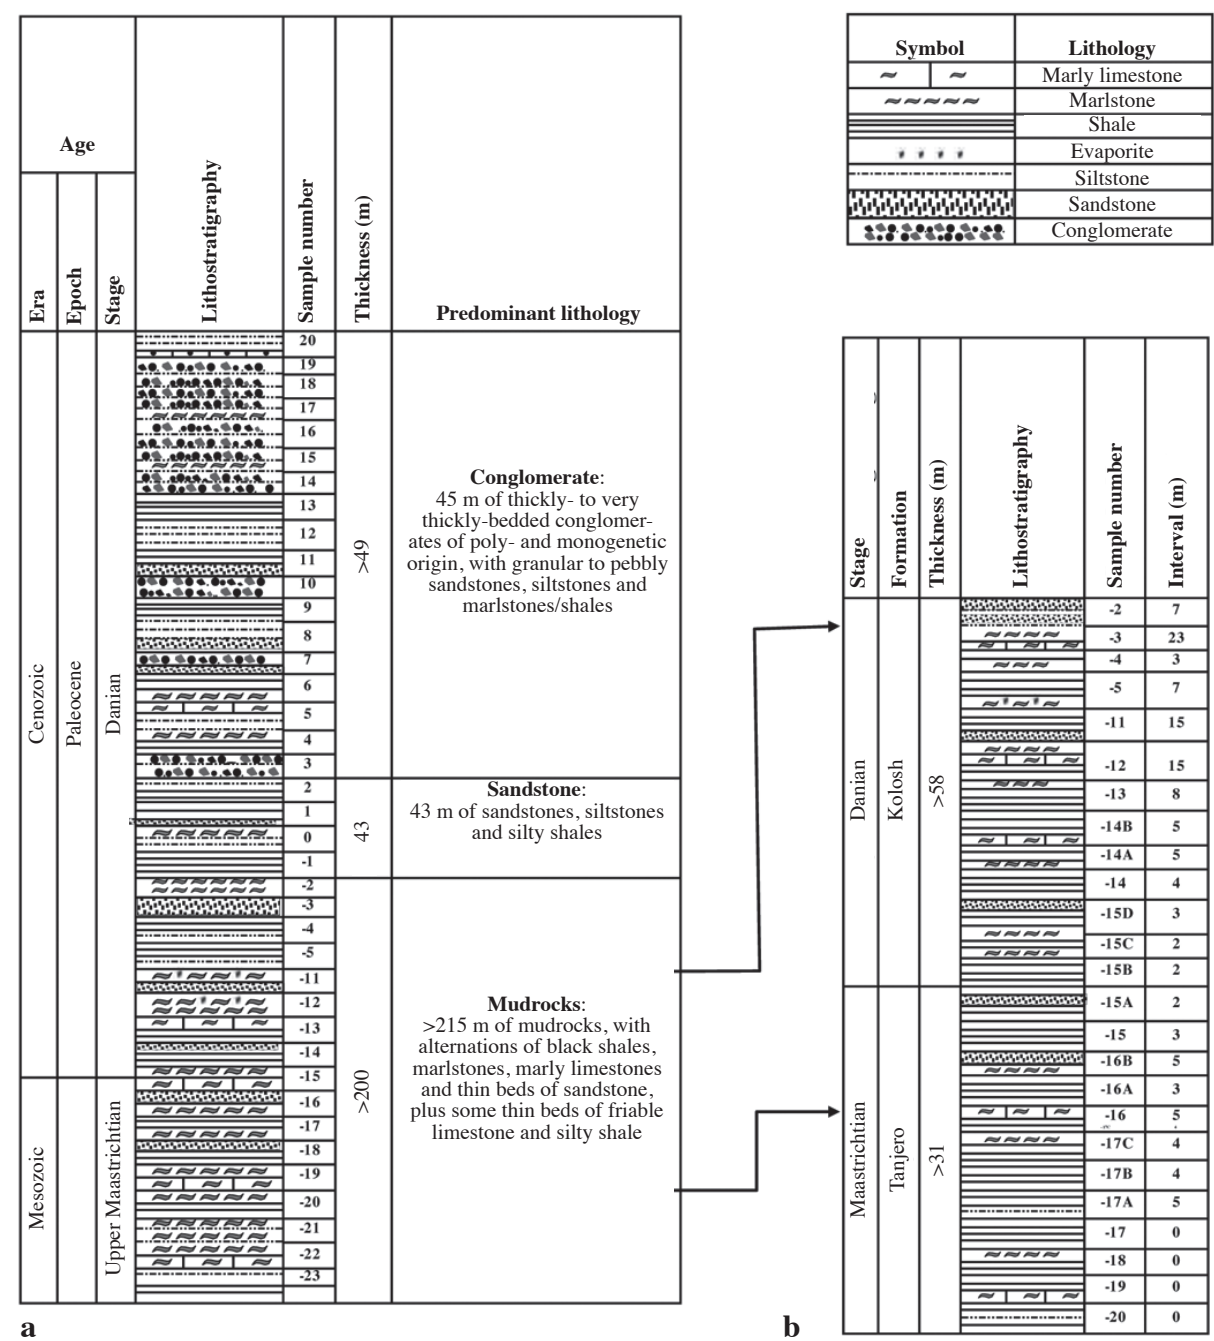 Age
Era
Epoch
Stage
Lithostratigraphy
Sample number
Thickness (m)
Predominant lithology
Cenozoic
Mesozoic
Paleocene
Danian
Upper Maastrichtian
20
19
18
17
16
15
14
13
12
11
10
9
8
7
6
5
4
3
2
1
0
-1
-2
-3
-4
-5
-11
-12
-13
-14
-15
-16
-17
-18
-19
-20
-21
-22
-23
>49
43
>200
Conglomerate:
45 m of thickly- to very
thickly-bedded conglomer-
ates of poly- and monogenetic
origin, with granular to pebbly
sandstones, siltstones and
marlstones/shales
Sandstone:
43 m of sandstones, siltstones
and silty shales
Mudrocks:
>215 m of mudrocks, with
alternations of black shales,
marlstones, marly limestones
and thin beds of sandstone,
plus some thin beds of friable
limestone and silty shale
a
Symbol Lithology
Marly limestone
Marlstone
Shale
Evaporite
Siltstone
Sandstone
Conglomerate
Stage
Formation
Thickness (m)
Lithostratigraphy
Sample number
Interval (m)
Danian
Kolosh
>58
Maastrichtian
Tanjero
>31
-2 7
-3 23
-4 3
-5 7
-11 15
-12 15
-13 8
-14B 5
-14A 5
-14 4
-15D 3
-15C 2
-15B 2
-15A 2
-15 3
-16B 5
-16A 3
-16 5
-17C 4
-17B 4
-17A 5
-17 0
-18 0
-19 0
-20 0
b